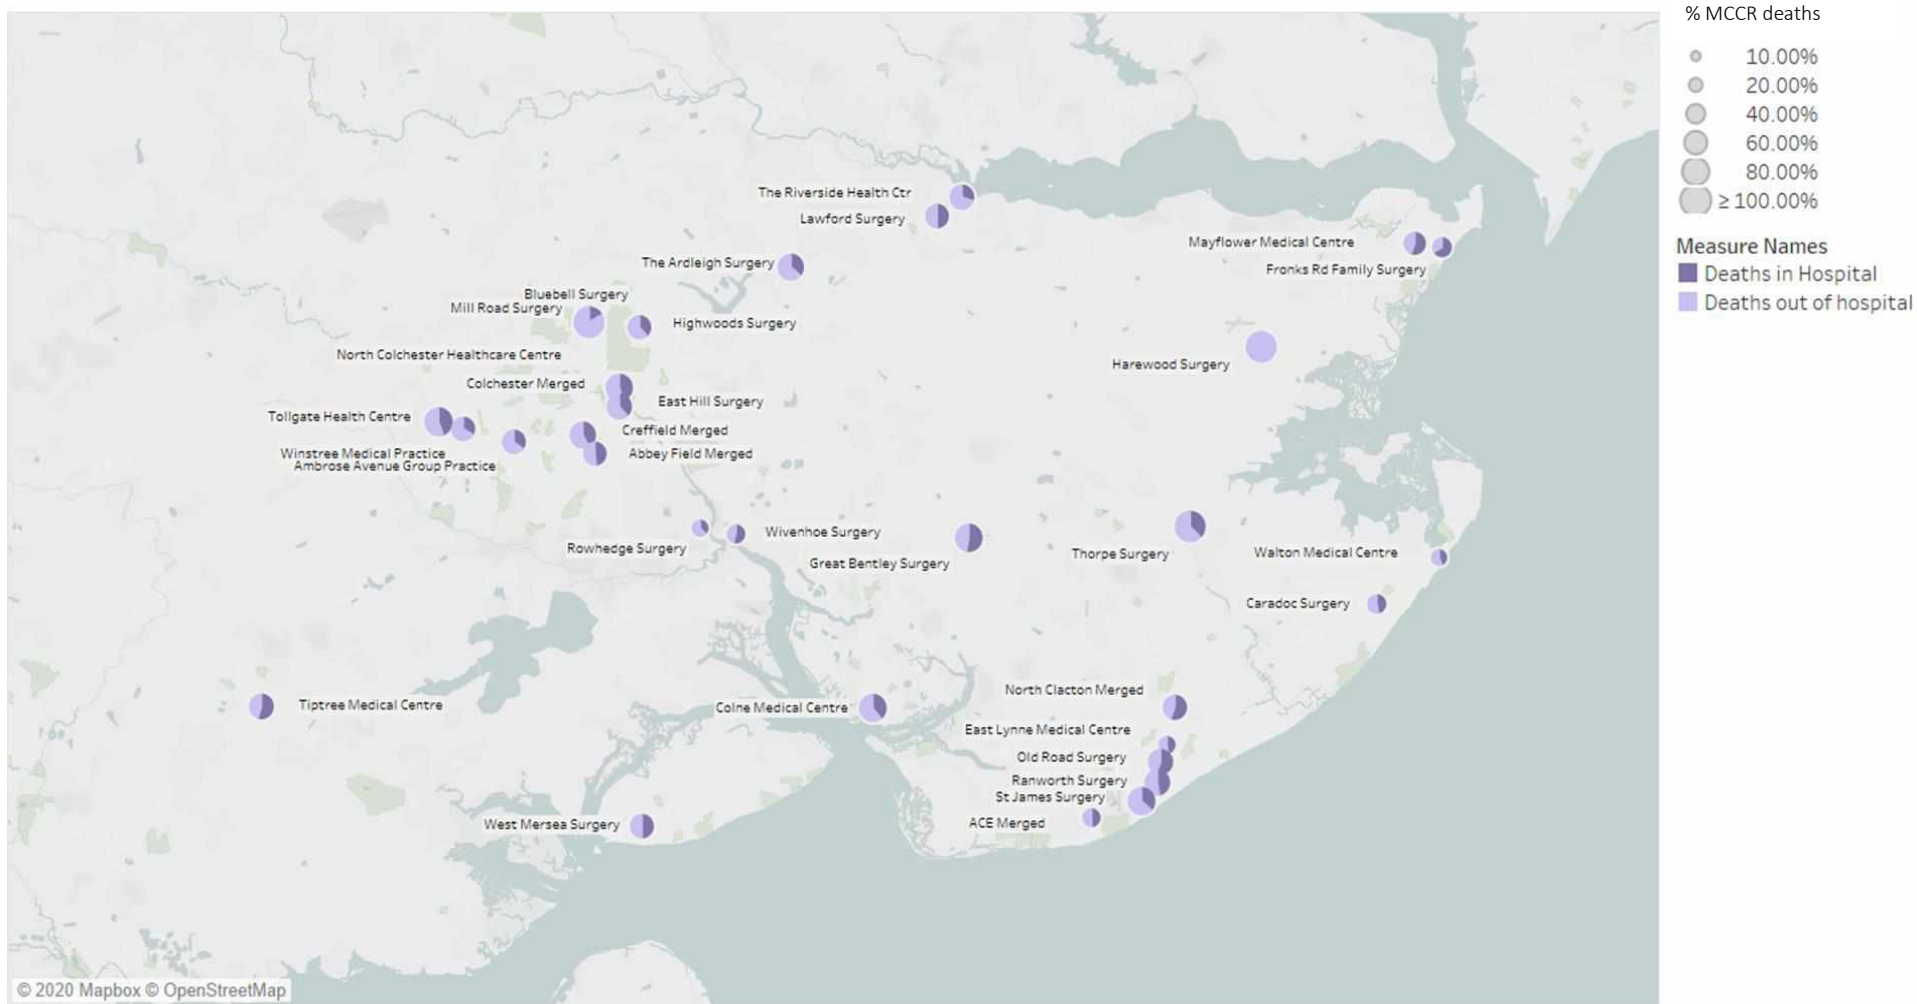 % MCCR deaths
10.00%
20.00%
40.00%
60.00%
80.00%
≥ 100.00%
Measure Names
Deaths in Hospital
Deaths out of hospital
The Riverside Health Ctr
Lawford Surgery
Mayflower Medical Centre
Fronks Rd Family Surgery
The Ardleigh Surgery
Bluebell Surgery
Mill Road Surgery
Highwoods Surgery
North Colchester Healthcare Centre
Harewood Surgery
Colchester Merged
East Hill Surgery
Tollgate Health Centre
Creffield Merged
Winstree Medical Practice
Abbey Field Merged
Ambrose Avenue Group Practice
Wivenhoe Surgery
Rowhedge Surgery
Great Bentley Surgery
Thorpe Surgery
Walton Medical Centre
Caradoc Surgery
North Clacton Merged
Tiptree Medical Centre
Colne Medical Centre
East Lynne Medical Centre
Old Road Surgery
Ranworth Surgery
St James Surgery
ACE Merged
West Mersea Surgery
© 2020 Mapbox © OpenStreetMap